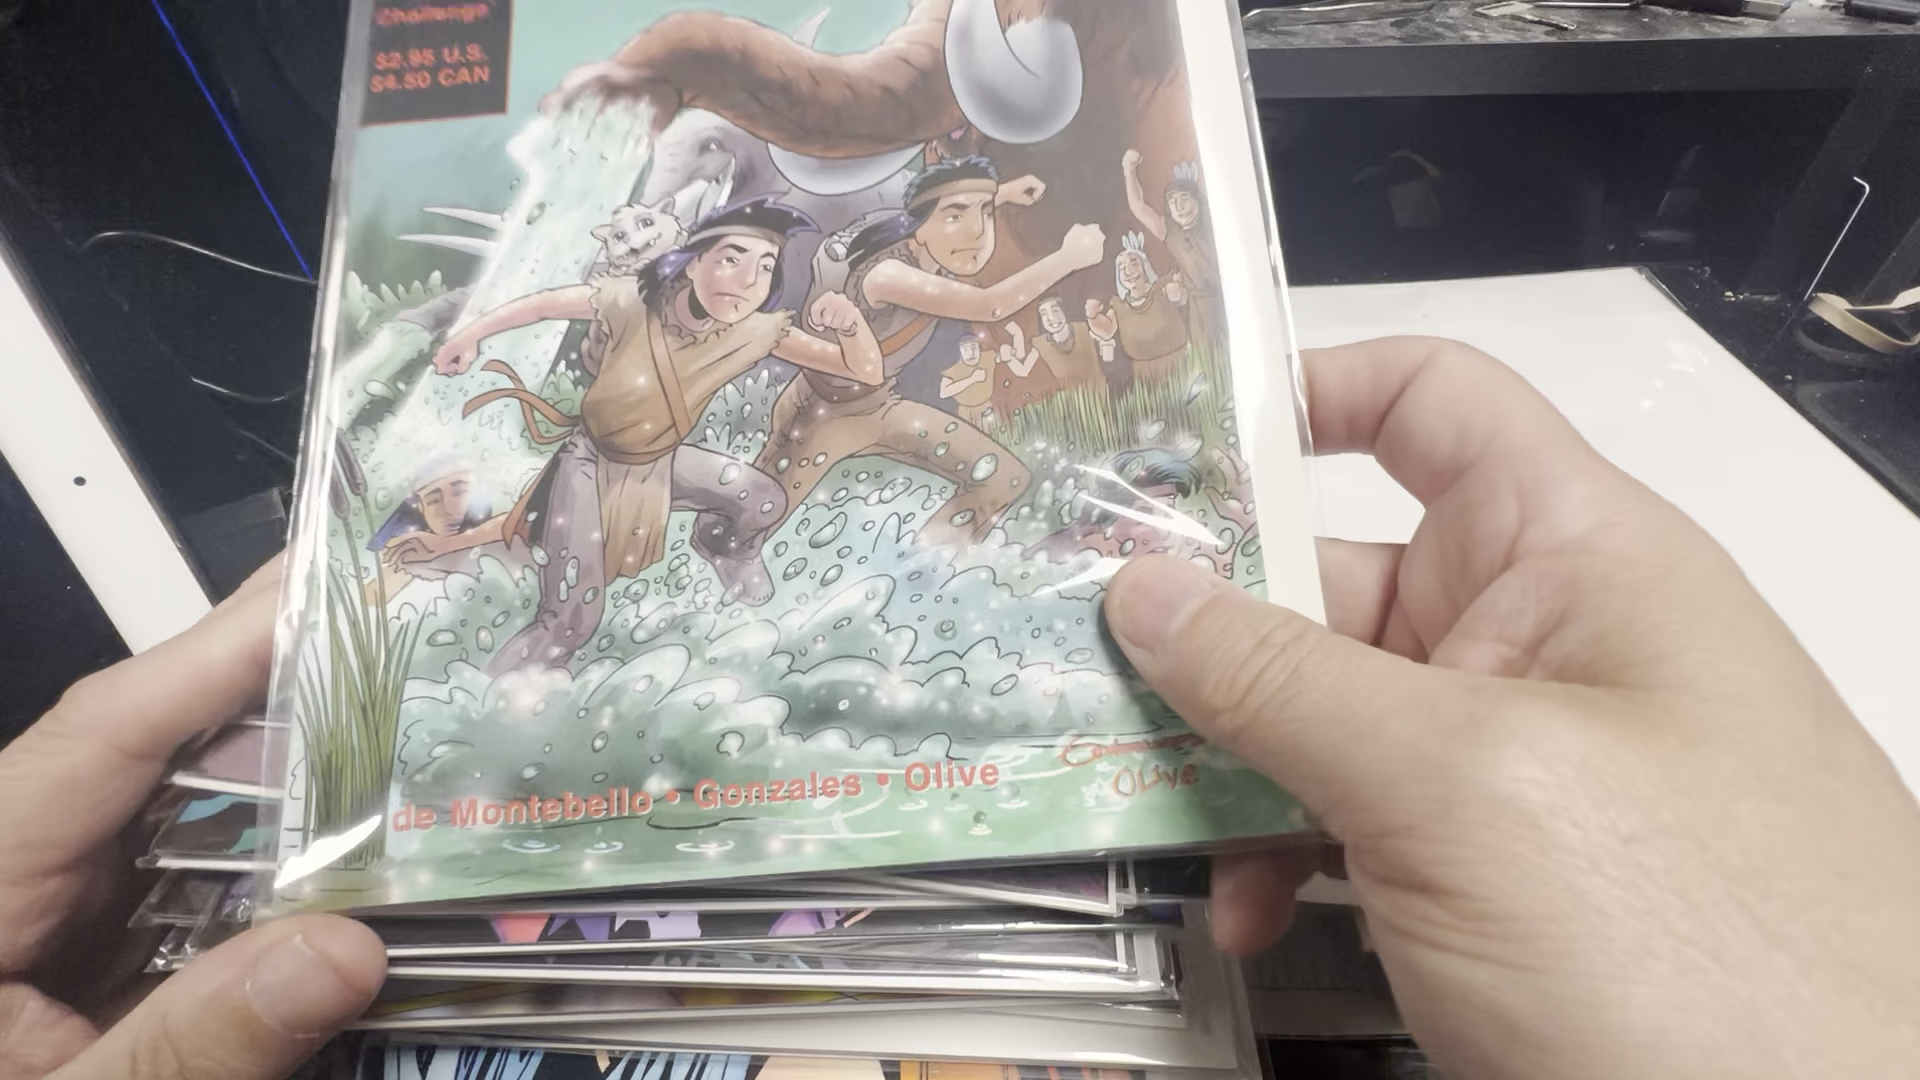 Challenge
$2.95 U.S.
$4.50 CAN
de Montebello • Gonzales • Olive
OLIVE